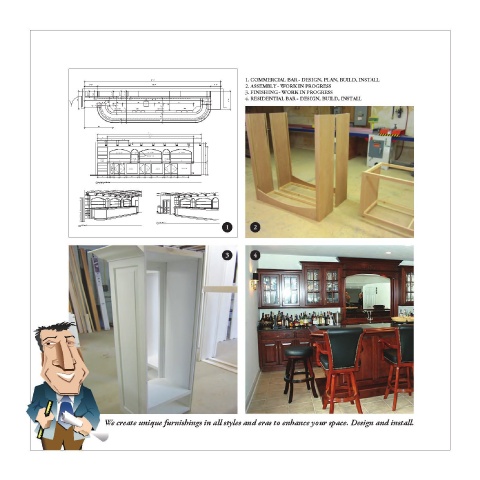 1. COMMERCIAL BAR - DESIGN, PLAN, BUILD, INSTALL
2. ASSEMBLY - WORK IN PROGRESS
3. FINISHING - WORK IN PROGRESS
4. RESIDENTIAL BAR - DESIGN, BUILD, INSTALL
1
2
3
4
We create unique furnishings in all styles and eras to enhance your space. Design and install.